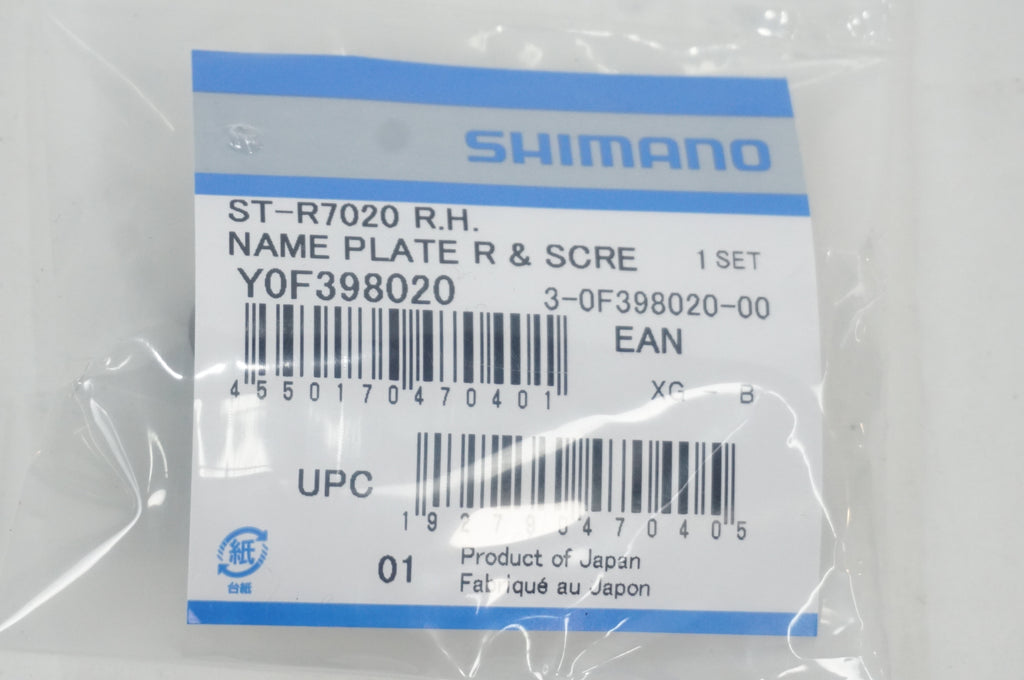 SHIMANO
ST-R7020 R.H.
NAME PLATE R & SCRE 1 SET
Y0F398020 3-0F398020-00
EAN
4550170470401 XG - B
UPC
192790470405
紙
台紙
01 Product of Japan
Fabriqué au Japon